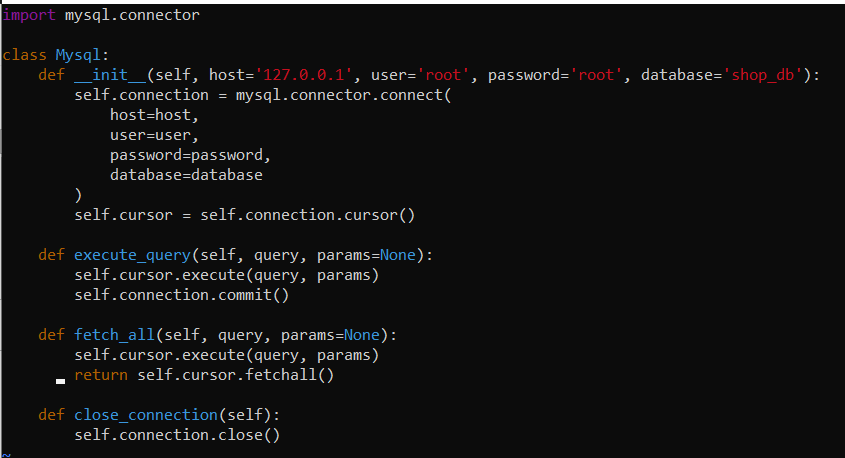 import mysql.connector

class Mysql:
    def __init__(self, host='127.0.0.1', user='root', password='root', database='shop_db'):
        self.connection = mysql.connector.connect(
            host=host,
            user=user,
            password=password,
            database=database
        )
        self.cursor = self.connection.cursor()

    def execute_query(self, query, params=None):
        self.cursor.execute(query, params)
        self.connection.commit()

    def fetch_all(self, query, params=None):
        self.cursor.execute(query, params)
        return self.cursor.fetchall()

    def close_connection(self):
        self.connection.close()
~